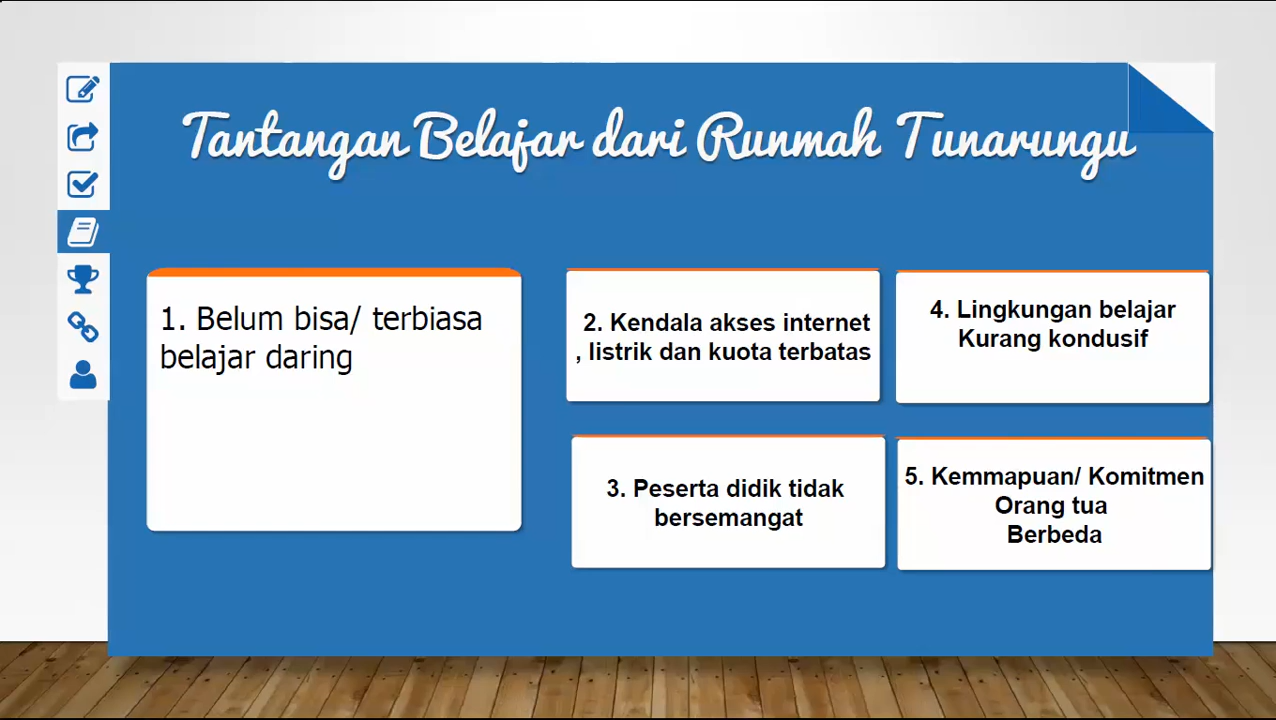 Tantangan Belajar dari Runmah Tunarungu
1. Belum bisa/ terbiasa
belajar daring
2. Kendala akses internet
, listrik dan kuota terbatas
3. Peserta didik tidak
bersemangat
4. Lingkungan belajar
Kurang kondusif
5. Kemmapuan/ Komitmen
Orang tua
Berbeda